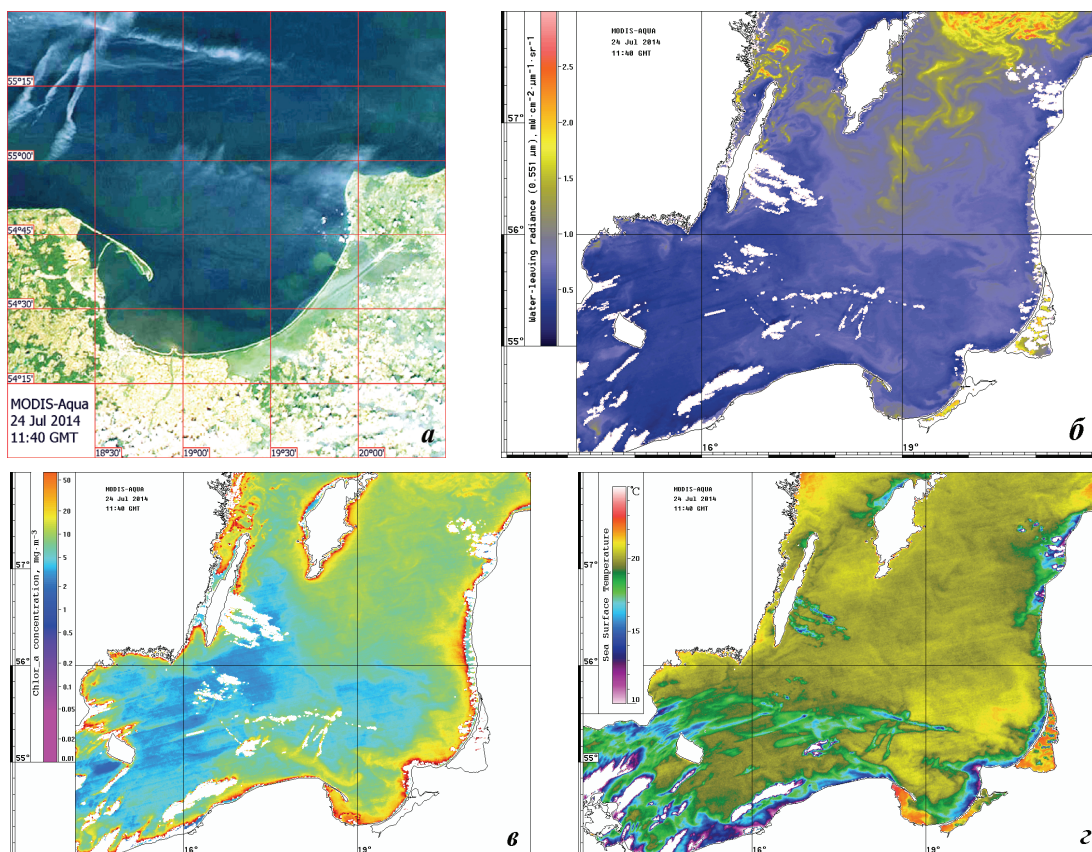 55°15'
55°00'
54°45'
54°30'
54°15'
MODIS-Aqua
24 Jul 2014
11:40 GMT
18°30'
19°00'
19°30'
20°00'
а
Water-leaving radiance (0.551 μm), mW·cm⁻²·μm⁻¹·sr⁻¹
2.5
2.0
1.5
1.0
0.5
57°
56°
55°
MODIS-AQUA
24 Jul 2014
11:40 GMT
16°
19°
б
Chlor_a concentration, mg·m⁻³
50
20
10
5
2
1
0.5
0.2
0.1
0.05
0.02
0.01
57°
56°
55°
MODIS-AQUA
24 Jul 2014
11:40 GMT
16°
19°
в
Sea Surface Temperature
°C
20
15
10
57°
56°
55°
MODIS-AQUA
24 Jul 2014
11:40 GMT
16°
19°
г